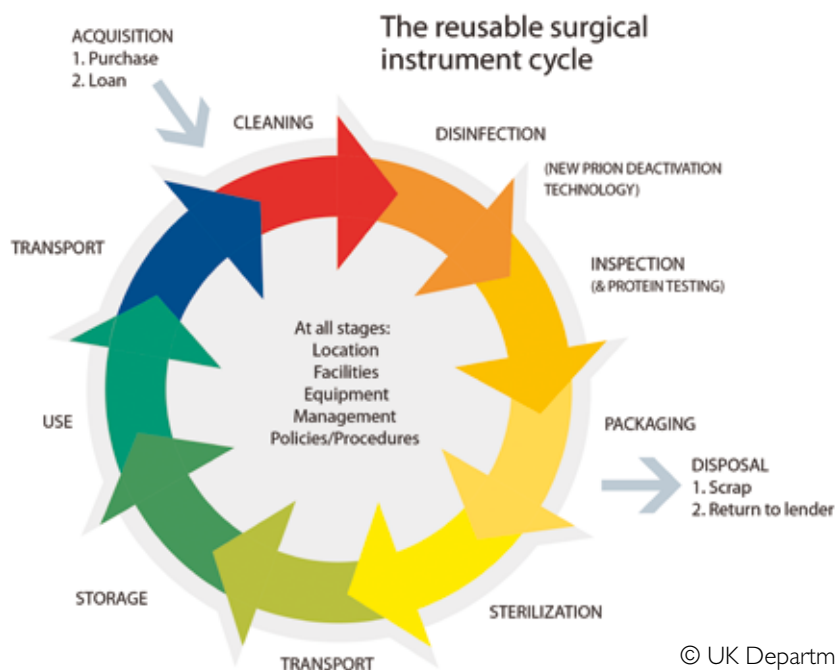 The reusable surgical
instrument cycle
ACQUISITION
1. Purchase
2. Loan
CLEANING
DISINFECTION
(NEW PRION DEACTIVATION
TECHNOLOGY)
INSPECTION
(& PROTEIN TESTING)
PACKAGING
DISPOSAL
1. Scrap
2. Return to lender
STERILIZATION
TRANSPORT
STORAGE
USE
TRANSPORT
At all stages:
Location
Facilities
Equipment
Management
Policies/Procedures
© UK Departm